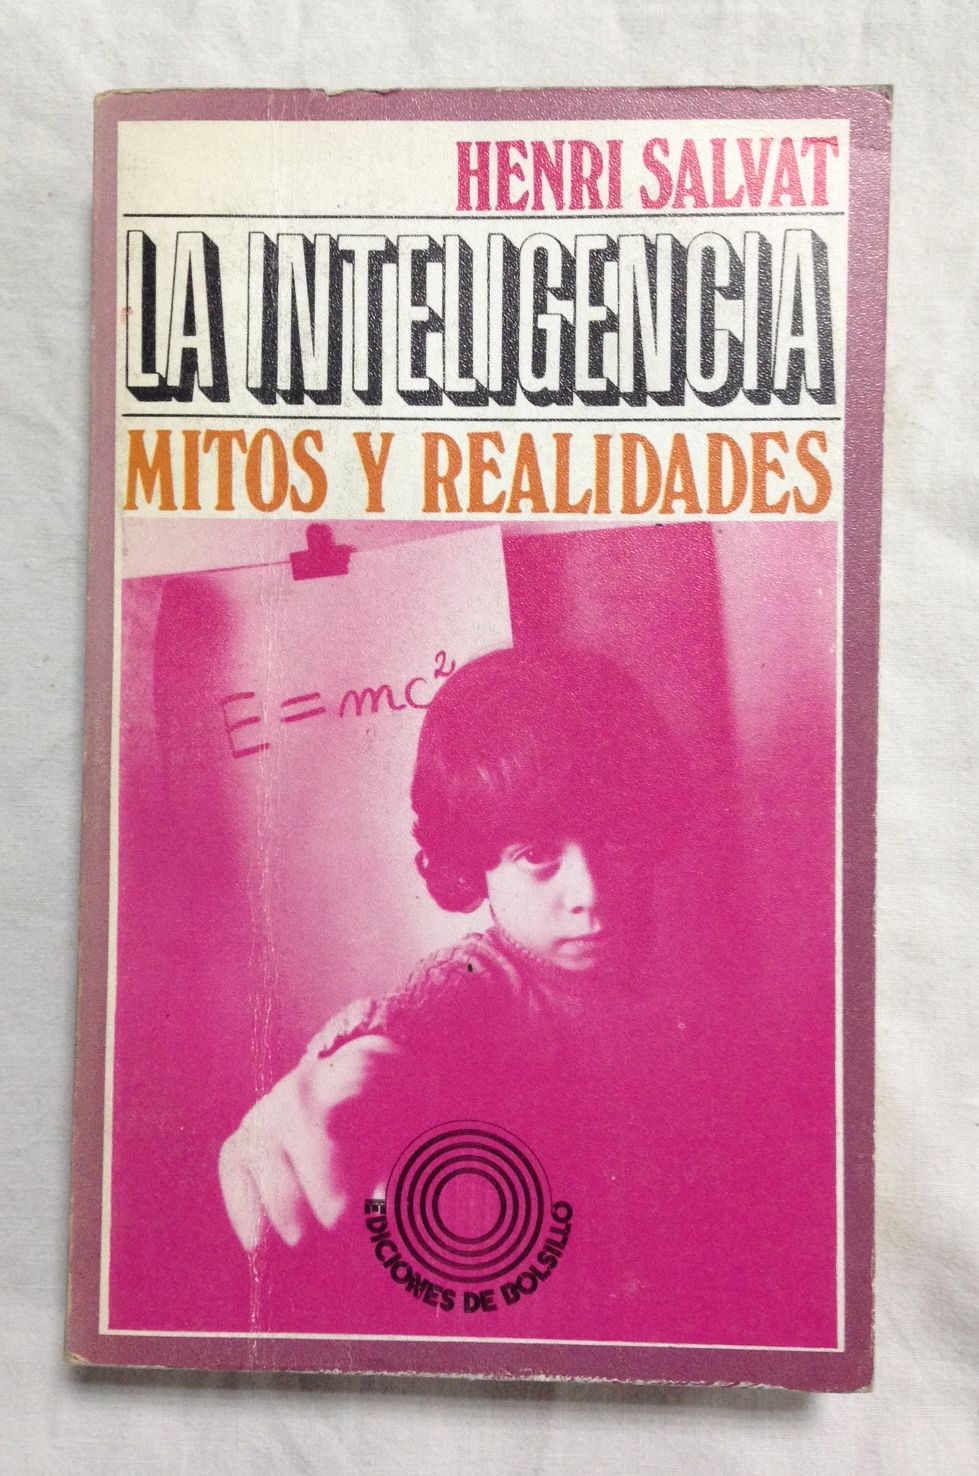 HENRI SALVAT
LA INTELIGENCIA
MITOS Y REALIDADES
E=mc²
EDICIONES DE BOLSILLO